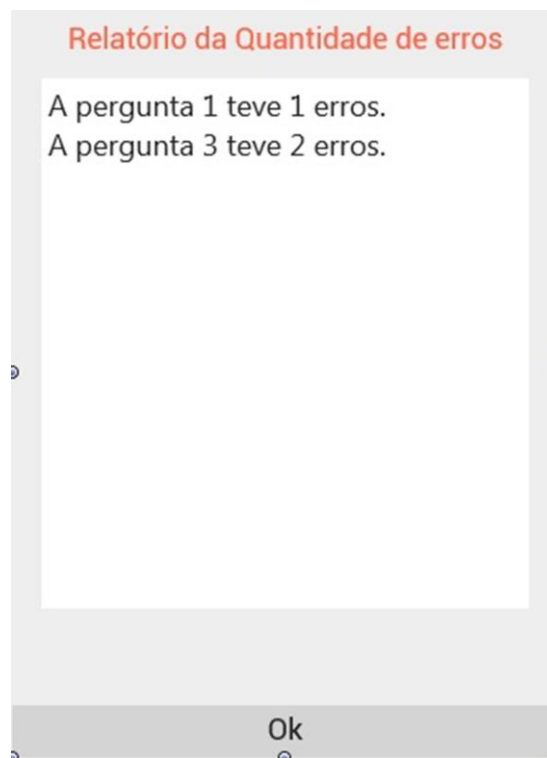 Relatório da Quantidade de erros
A pergunta 1 teve 1 erros.
A pergunta 3 teve 2 erros.
Ok